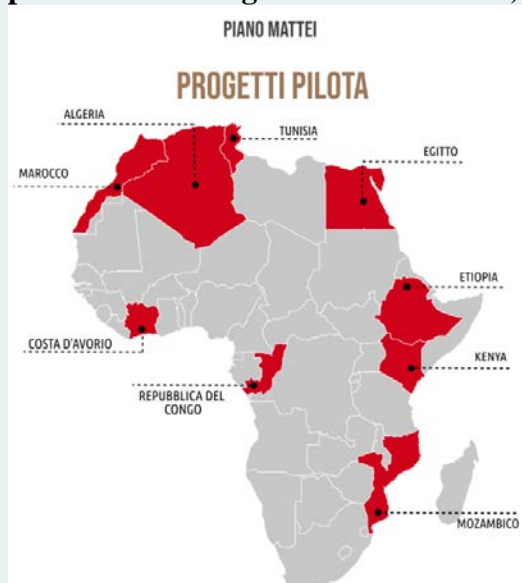 PIANO MATTEI
PROGETTI PILOTA
ALGERIA
TUNISIA
EGITTO
MAROCCO
ETIOPIA
COSTA D'AVORIO
KENYA
REPUBBLICA DEL
CONGO
MOZAMBICO